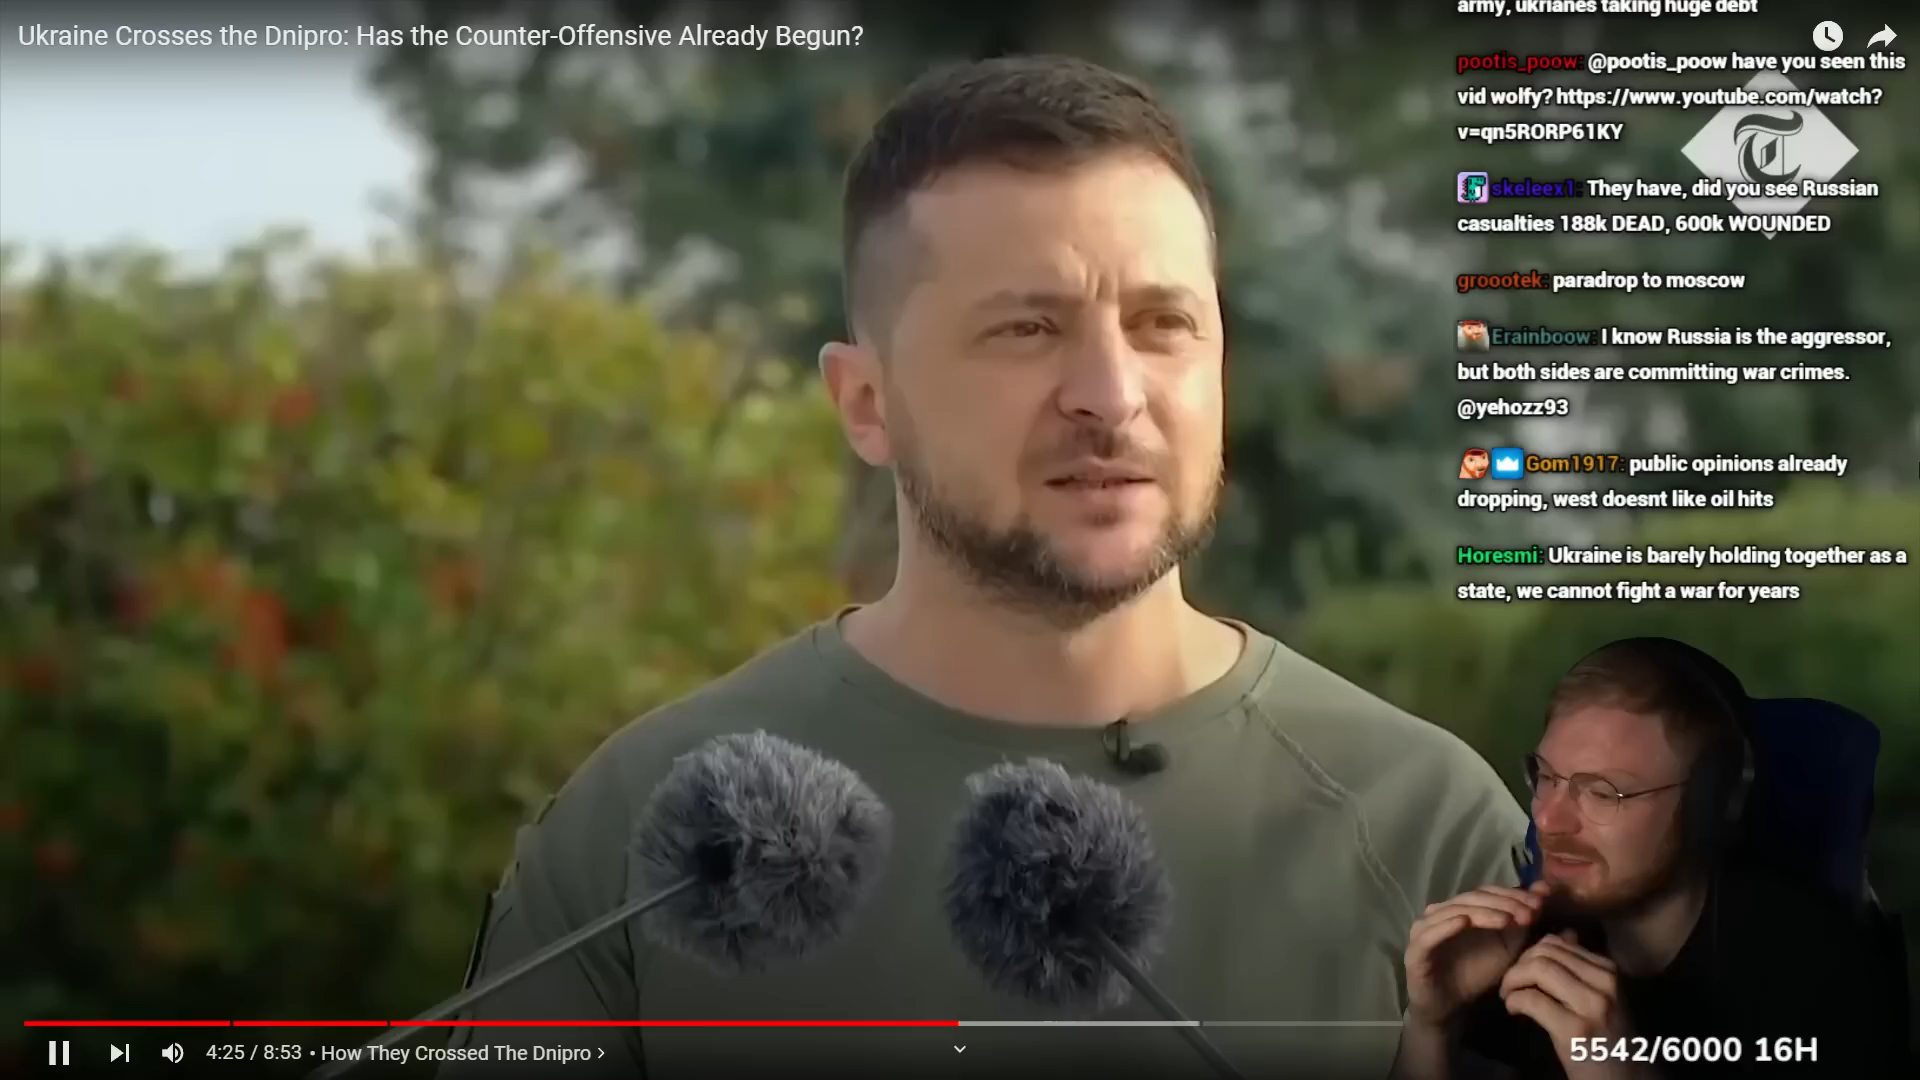 Ukraine Crosses the Dnipro: Has the Counter-Offensive Already Begun?
army, ukrianes taking huge debt
pootis_poow: @pootis_poow have you seen this
vid wolfy? https://www.youtube.com/watch?
v=qn5RORP61KY
T
skeleex1: They have, did you see Russian
casualties 188k DEAD, 600k WOUNDED
groootek: paradrop to moscow
Erainboow: I know Russia is the aggressor,
but both sides are committing war crimes.
@yehozz93
Gom1917: public opinions already
dropping, west doesnt like oil hits
Horesmi: Ukraine is barely holding together as a
state, we cannot fight a war for years
4:25 / 8:53 • How They Crossed The Dnipro >
5542/6000 16H